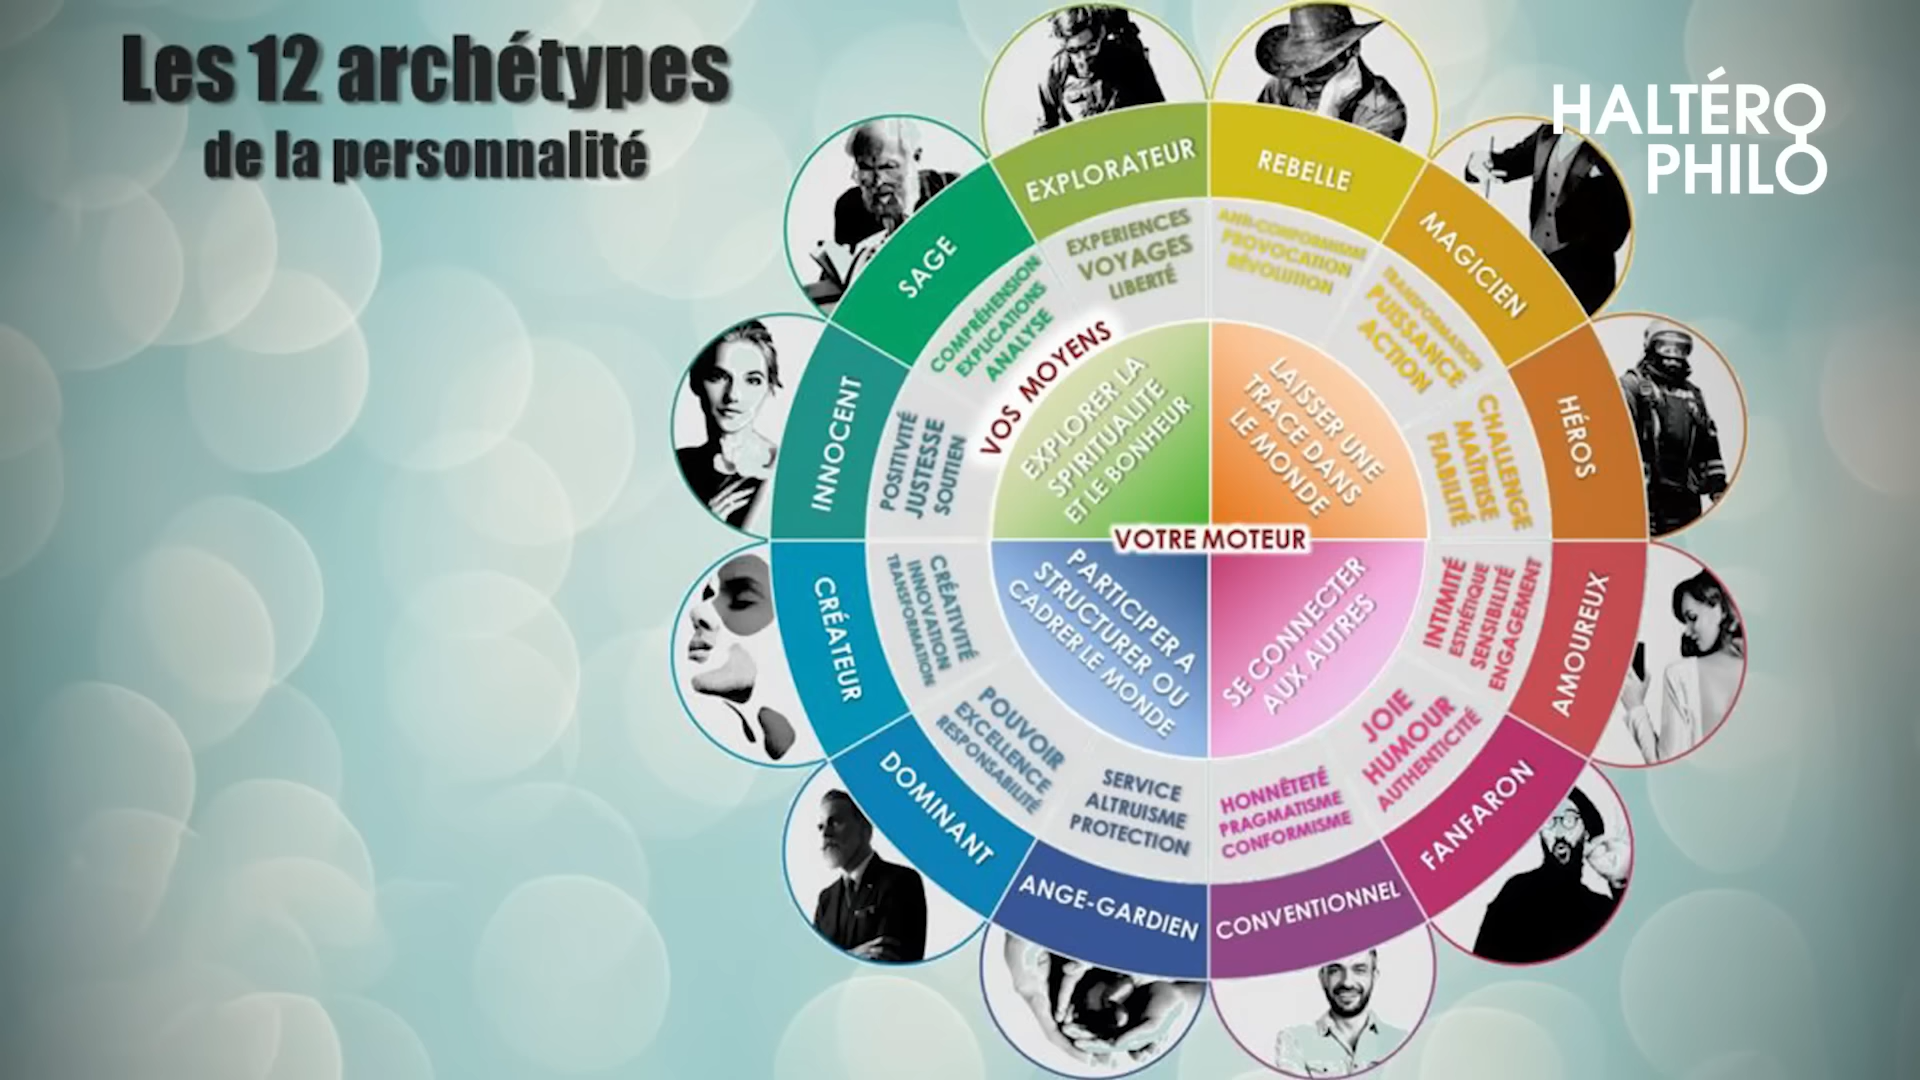 Les 12 archétypes
de la personnalité
HALTÉRO
PHILO
EXPLORATEUR
EXPERIENCES
VOYAGES
LIBERTÉ
REBELLE
ANTI-CONFORMISME
PROVOCATION
RÉVOLUTION
MAGICIEN
TRANSFORMATION
PUISSANCE
ACTION
HÉROS
CHALLENGE
MAÎTRISE
FIABILITÉ
AMOUREUX
INTIMITÉ
ESTHÉTIQUE
SENSIBILITÉ
ENGAGEMENT
FANFARON
JOIE
HUMOUR
AUTHENTICITÉ
CONVENTIONNEL
HONNÊTETÉ
PRAGMATISME
CONFORMISME
ANGE-GARDIEN
SERVICE
ALTRUISME
PROTECTION
DOMINANT
POUVOIR
EXCELLENCE
RESPONSABILITÉ
CRÉATEUR
CRÉATIVITÉ
INNOVATION
TRANSFORMATION
INNOCENT
POSITIVITÉ
JUSTESSE
SOUTIEN
SAGE
COMPRÉHENSION
EXPLICATIONS
ANALYSE
VOS MOYENS
EXPLORER LA
SPIRITUALITE
ET LE BONHEUR
LAISSER UNE
TRACE DANS
LE MONDE
VOTRE MOTEUR
PARTICIPER A
STRUCTURER OU
CADRER LE MONDE
SE CONNECTER
AUX AUTRES